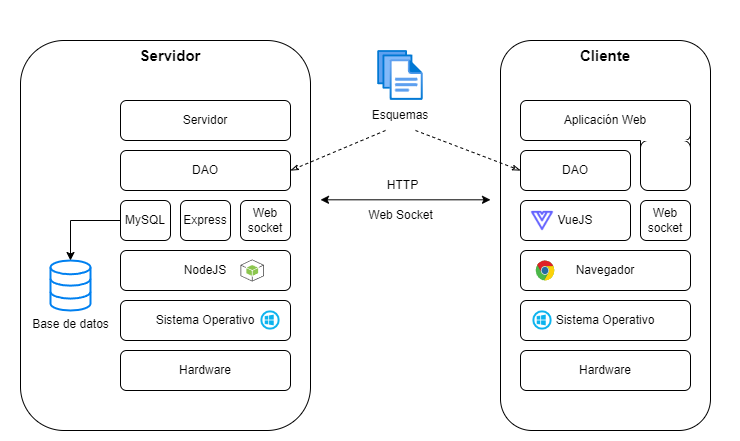 Servidor
Servidor
DAO
MySQL
Express
Web
socket
NodeJS
Base de datos
Sistema Operativo
Hardware
Esquemas
HTTP
Web Socket
Cliente
Aplicación Web
DAO
VueJS
Web
socket
Navegador
Sistema Operativo
Hardware